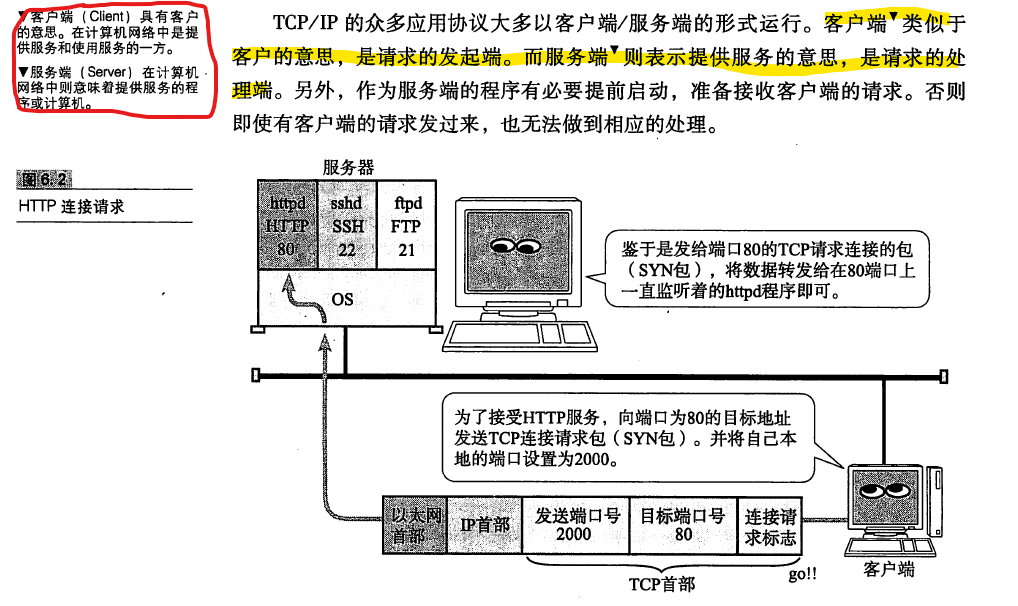 ▼客户端（Client）具有客户
的意思。在计算机网络中是提
供服务和使用服务的一方。
▼服务端（Server）在计算机
网络中则意味着提供服务的程
序或计算机。
TCP/IP 的众多应用协议大多以客户端/服务端的形式运行。客户端▼类似于
客户的意思，是请求的发起端。而服务端▼则表示提供服务的意思，是请求的处
理端。另外，作为服务端的程序有必要提前启动，准备接收客户端的请求。否则
即使有客户端的请求发过来，也无法做到相应的处理。
图6.2
HTTP 连接请求
服务器
httpd
HTTP
80
sshd
SSH
22
ftpd
FTP
21
OS
鉴于是发给端口80的TCP请求连接的包
（SYN包），将数据转发给在80端口上
一直监听着的httpd程序即可。
为了接受HTTP服务，向端口为80的目标地址
发送TCP连接请求包（SYN包）。并将自己本
地的端口设置为2000。
以太网
首部
IP首部
发送端口号
2000
目标端口号
80
连接请
求标志
TCP首部
go!!
客户端